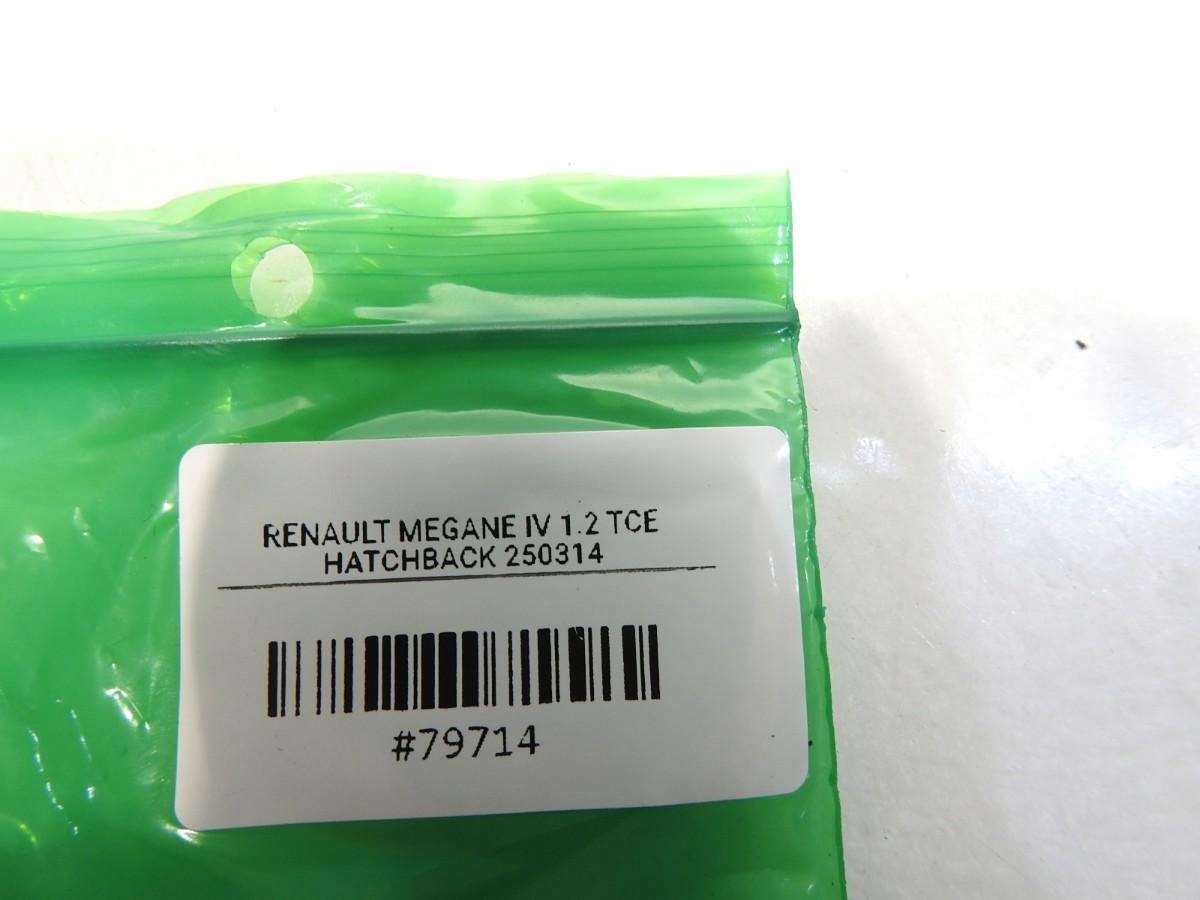 RENAULT MEGANE IV 1.2 TCE
HATCHBACK 250314
#79714